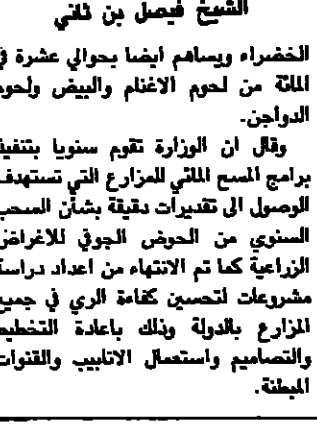 الشيخ فيصل بن ثاني
الخضراء ويساهم ايضا بحوالي عشرة في
المائة من لحوم الاغنام والبيض ولحوم
الدواجن.
وقال ان الوزارة تقوم سنويا بتنفيذ
برامج المسح المائي للمزارع التي تستهدف
الوصول الى تقديرات دقيقة بشأن السحب
السنوي من الحوض الجوفي للاغراض
الزراعية كما تم الانتهاء من اعداد دراسة
مشروعات لتحسين كفاءة الري في جميع
المزارع بالدولة وذلك باعادة التخطيط
والتصاميم واستعمال الانابيب والقنوات
المبطنة.